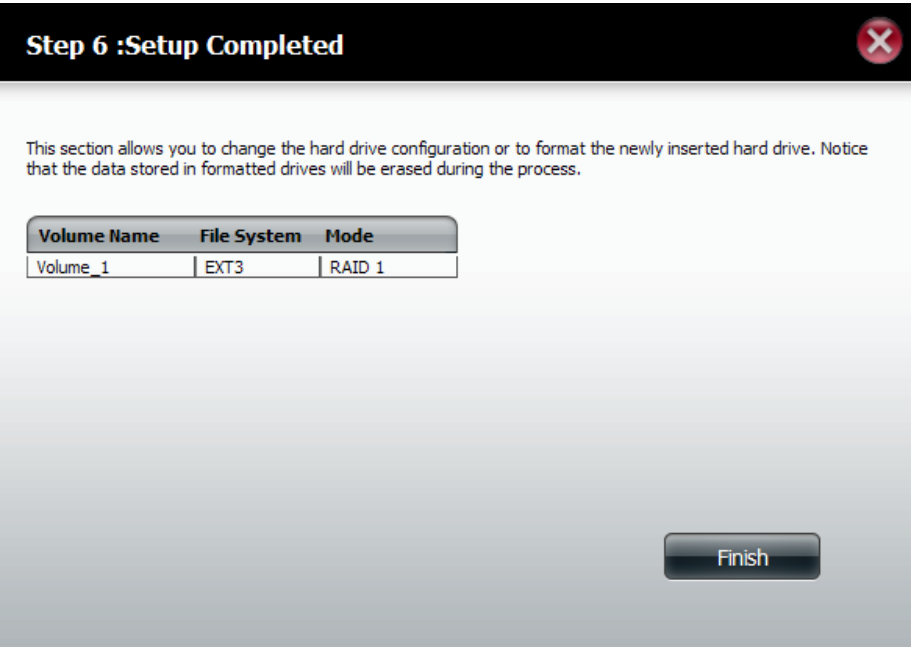 Step 6 :Setup Completed
This section allows you to change the hard drive configuration or to format the newly inserted hard drive. Notice
that the data stored in formatted drives will be erased during the process.
Volume Name File System Mode
Volume_1 EXT3 RAID 1
Finish